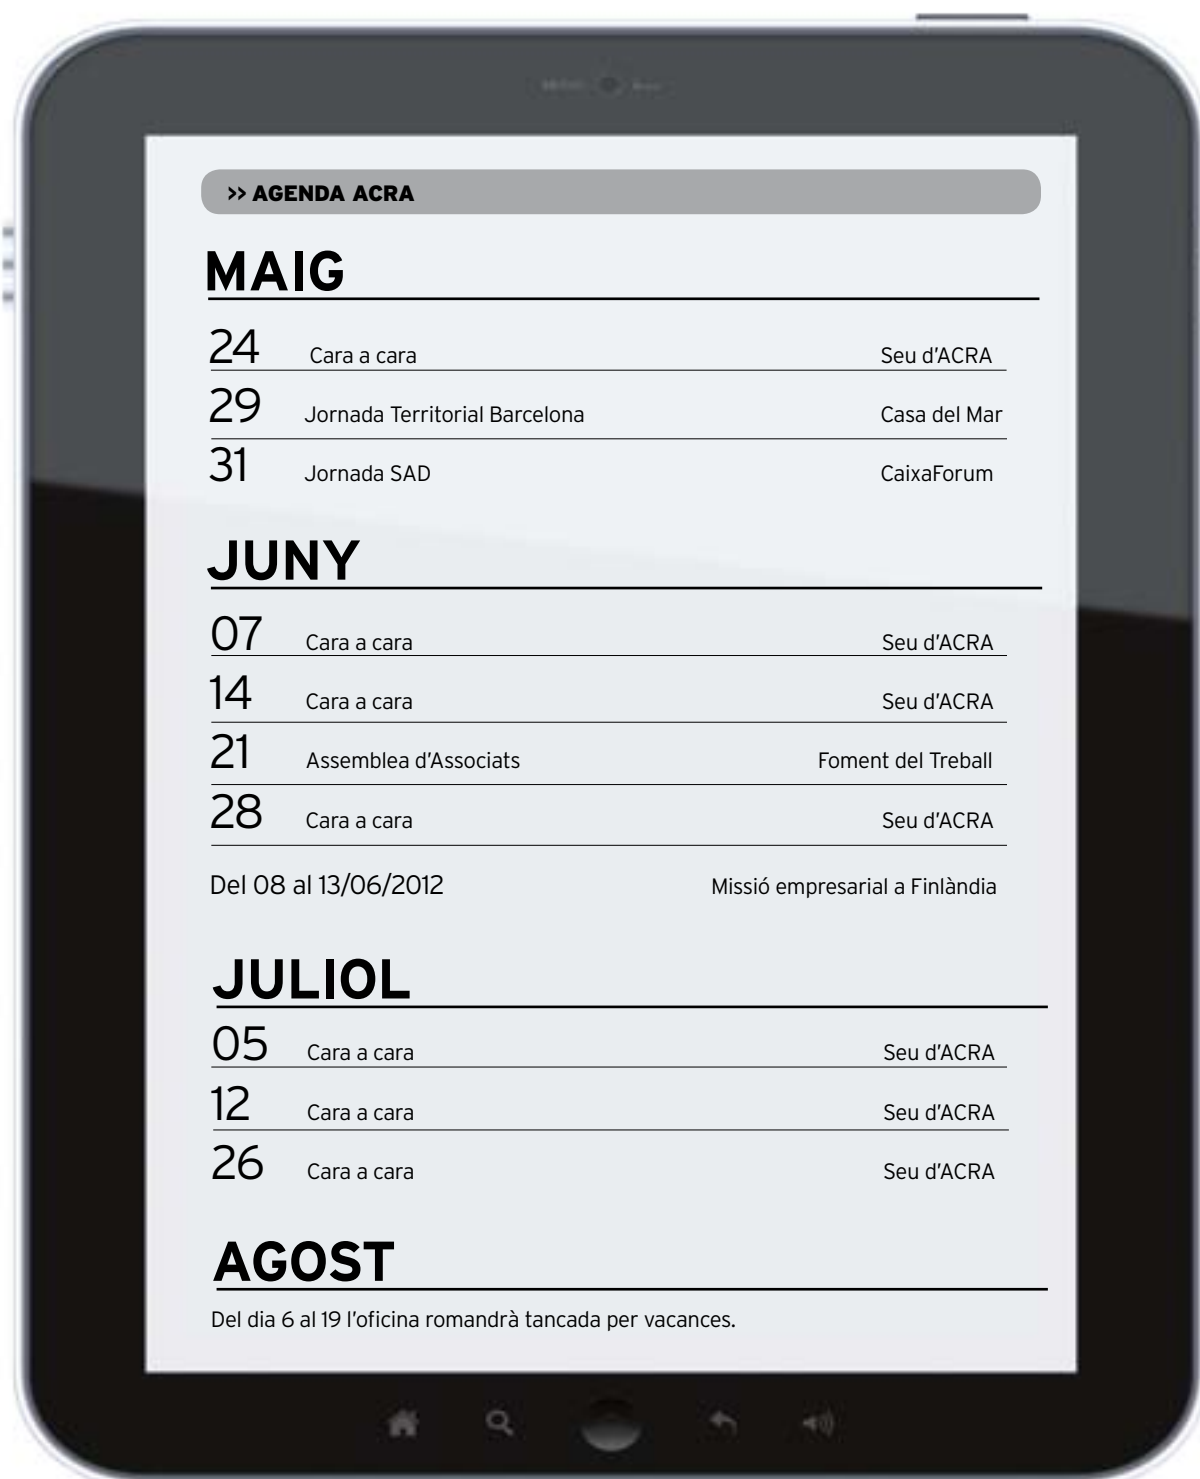 >> AGENDA ACRA
MAIG
24 Cara a cara Seu d'ACRA
29 Jornada Territorial Barcelona Casa del Mar
31 Jornada SAD CaixaForum
JUNY
07 Cara a cara Seu d'ACRA
14 Cara a cara Seu d'ACRA
21 Assemblea d'Associats Foment del Treball
28 Cara a cara Seu d'ACRA
Del 08 al 13/06/2012 Missió empresarial a Finlàndia
JULIOL
05 Cara a cara Seu d'ACRA
12 Cara a cara Seu d'ACRA
26 Cara a cara Seu d'ACRA
AGOST
Del dia 6 al 19 l'oficina romandrà tancada per vacances.